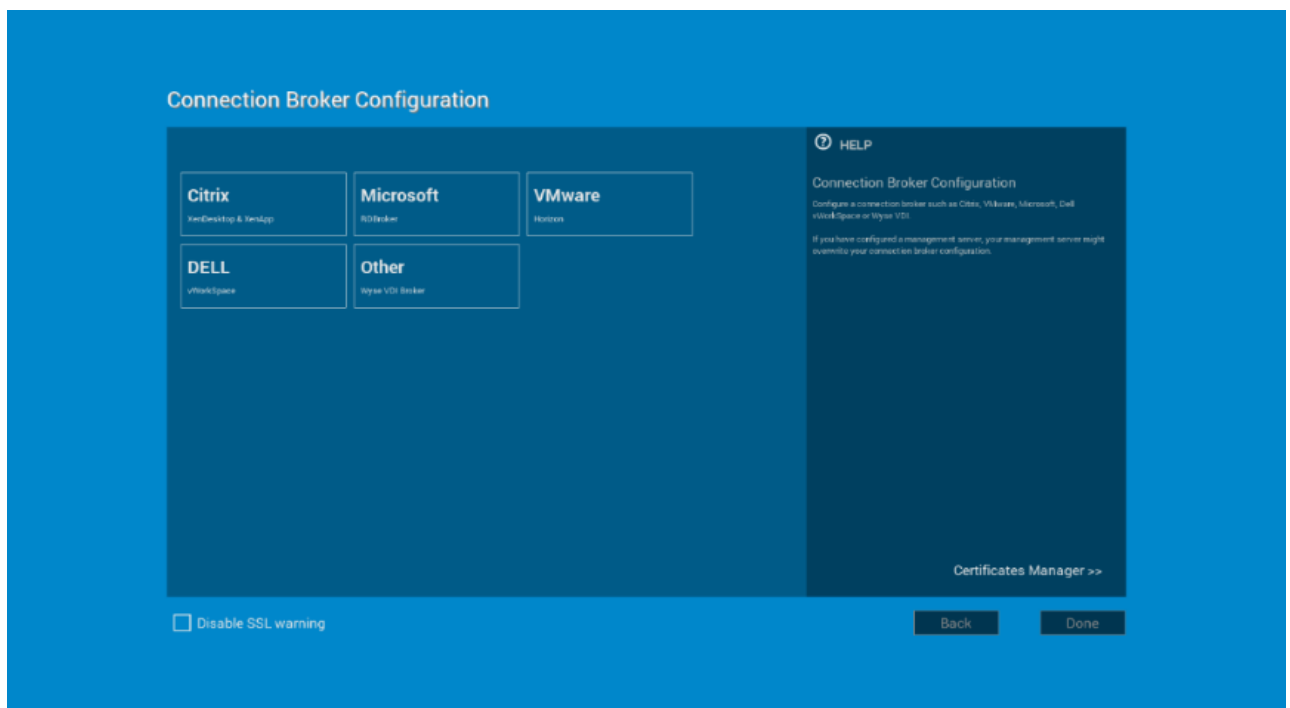 Connection Broker Configuration
Citrix
XenDesktop & XenApp
Microsoft
RDBroker
VMware
Horizon
DELL
vWorkSpace
Other
Wyse VDI Broker
HELP
Connection Broker Configuration
Configure a connection broker such as Citrix, VMware, Microsoft, Dell
vWorkSpace or Wyse VDI.
If you have configured a management server, your management server might
overwrite your connection broker configuration.
Certificates Manager >>
Disable SSL warning
Back
Done